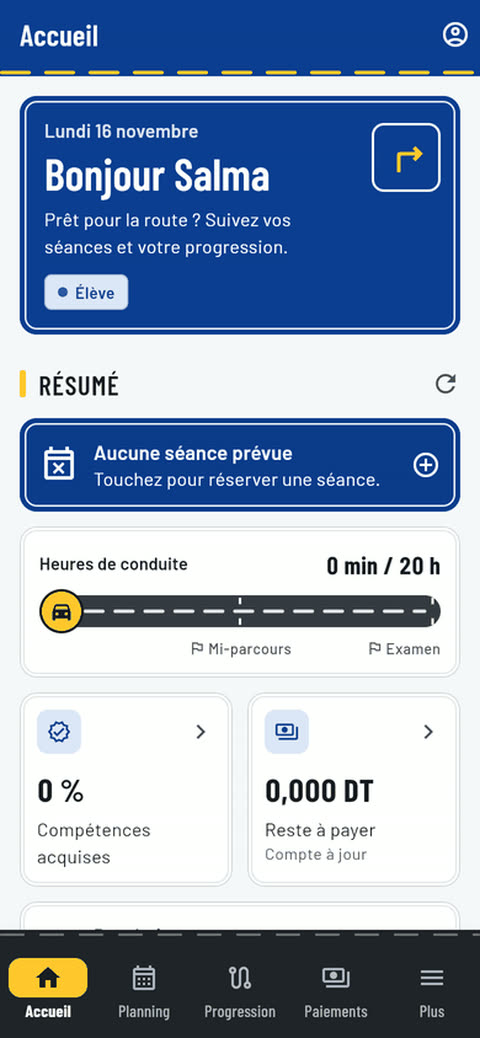 Accueil
Lundi 16 novembre
Bonjour Salma
Prêt pour la route ? Suivez vos
séances et votre progression.
Élève
RÉSUMÉ
Aucune séance prévue
Touchez pour réserver une séance.
Heures de conduite
0 min / 20 h
Mi-parcours
Examen
0 %
Compétences
acquises
0,000 DT
Reste à payer
Compte à jour
Accueil
Planning
Progression
Paiements
Plus